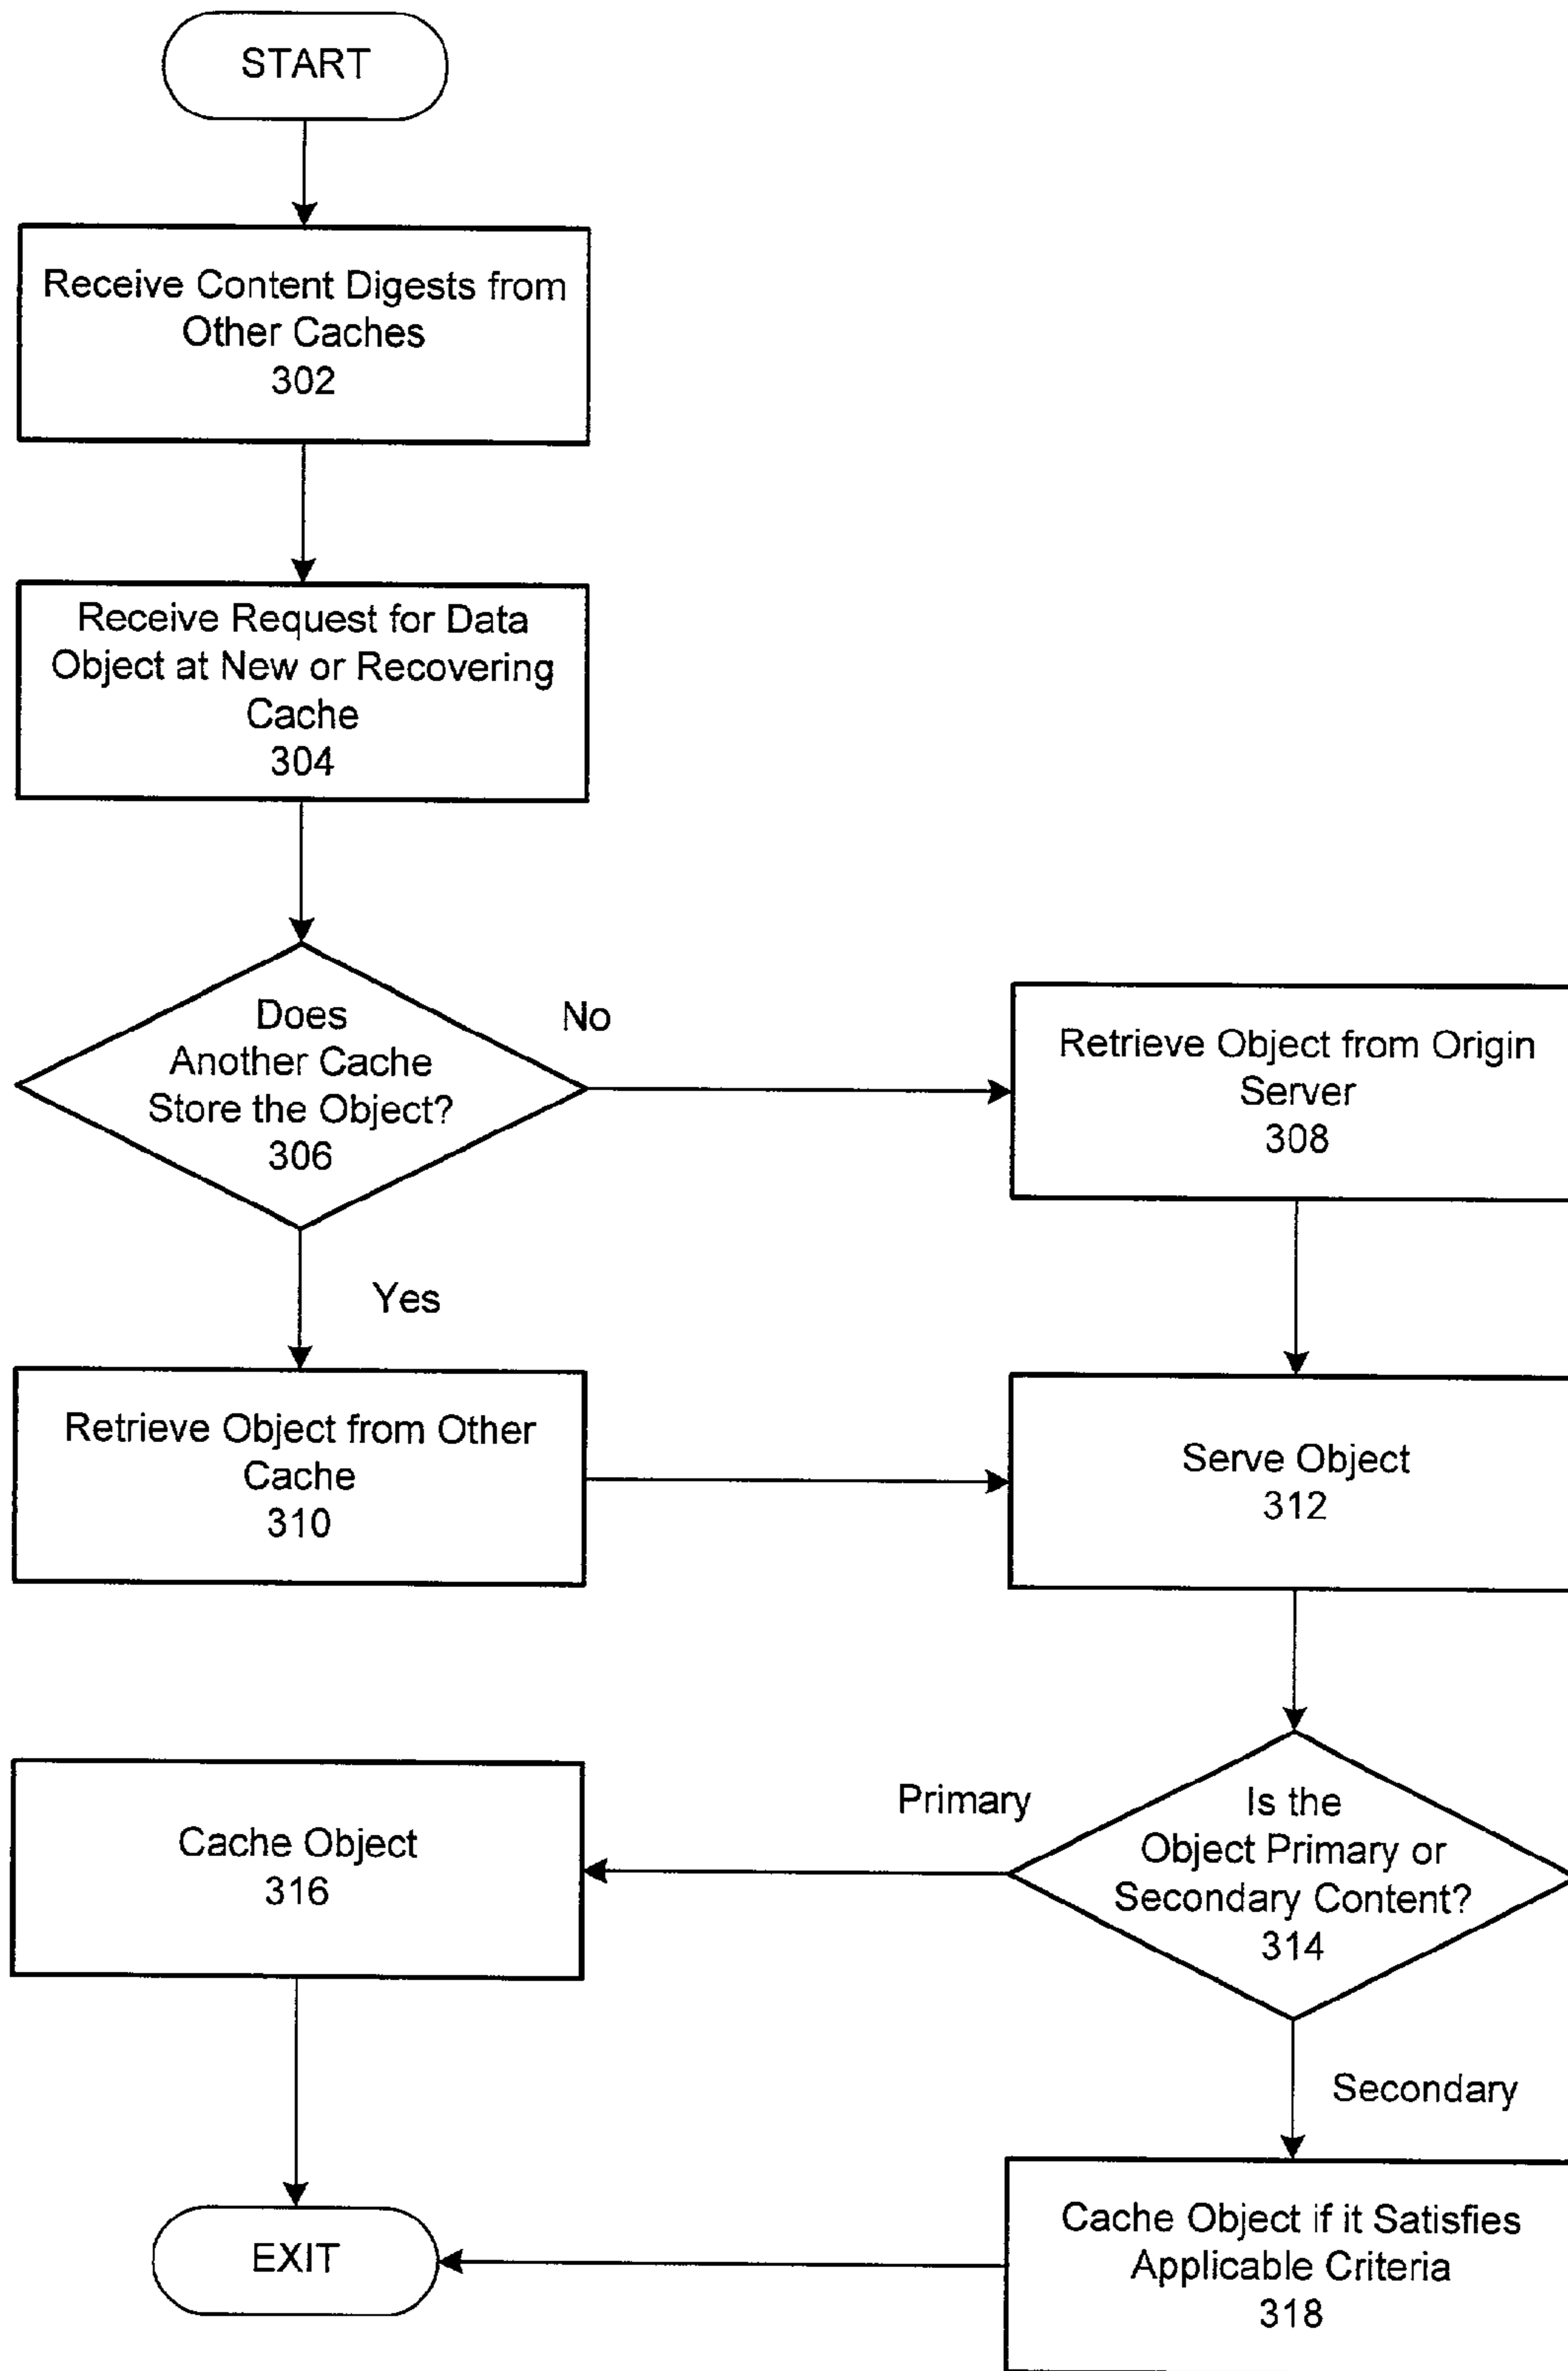 START
Receive Content Digests from
Other Caches
302
Receive Request for Data
Object at New or Recovering
Cache
304
Does
Another Cache
Store the Object?
306
No
Retrieve Object from Origin
Server
308
Yes
Retrieve Object from Other
Cache
310
Serve Object
312
Is the
Object Primary or
Secondary Content?
314
Primary
Cache Object
316
Secondary
Cache Object if it Satisfies
Applicable Criteria
318
EXIT